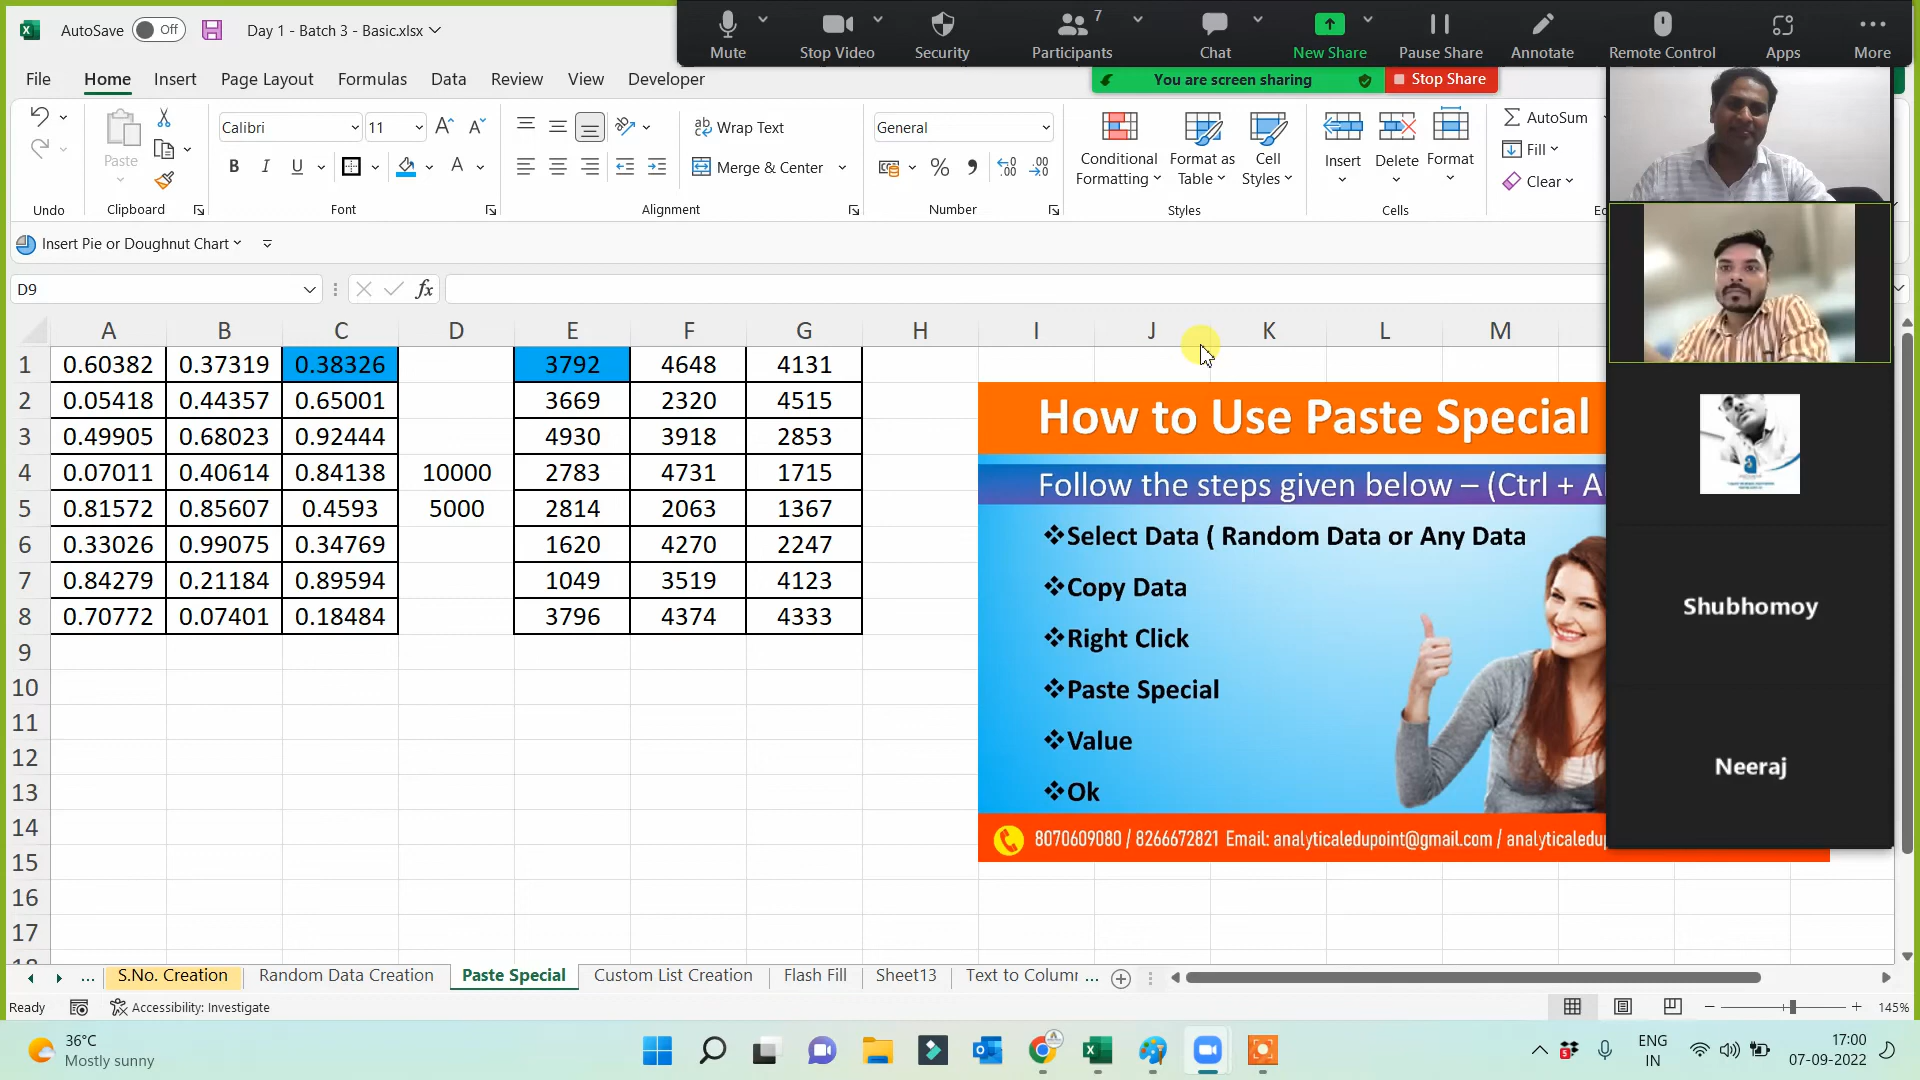 AutoSave Off Day 1 - Batch 3 - Basic.xlsx
Mute Stop Video Security Participants 7 Chat New Share Pause Share Annotate Remote Control Apps More
You are screen sharing Stop Share
File Home Insert Page Layout Formulas Data Review View Developer
Paste
Calibri 11
B I U A
Wrap Text
Merge & Center
General
Conditional Formatting
Format as Table
Cell Styles
Insert
Delete
Format
AutoSum
Fill
Clear
Undo Clipboard Font Alignment Number Styles Cells
Insert Pie or Doughnut Chart
D9 fx
A B C D E F G H I J K L M
1 0.60382 0.37319 0.38326 3792 4648 4131
2 0.05418 0.44357 0.65001 3669 2320 4515
3 0.49905 0.68023 0.92444 4930 3918 2853
4 0.07011 0.40614 0.84138 10000 2783 4731 1715
5 0.81572 0.85607 0.4593 5000 2814 2063 1367
6 0.33026 0.99075 0.34769 1620 4270 2247
7 0.84279 0.21184 0.89594 1049 3519 4123
8 0.70772 0.07401 0.18484 3796 4374 4333
9
10
11
12
13
14
15
16
17
How to Use Paste Special
Follow the steps given below – (Ctrl + A
❖Select Data ( Random Data or Any Data
❖Copy Data
❖Right Click
❖Paste Special
❖Value
❖Ok
8070609080 / 8266672821 Email: analyticaledupoint@gmail.com / analyticaledu
Shubhomoy
Neeraj
... S.No. Creation Random Data Creation Paste Special Custom List Creation Flash Fill Sheet13 Text to Column ...
Ready Accessibility: Investigate 145%
36°C
Mostly sunny
ENG
IN
17:00
07-09-2022